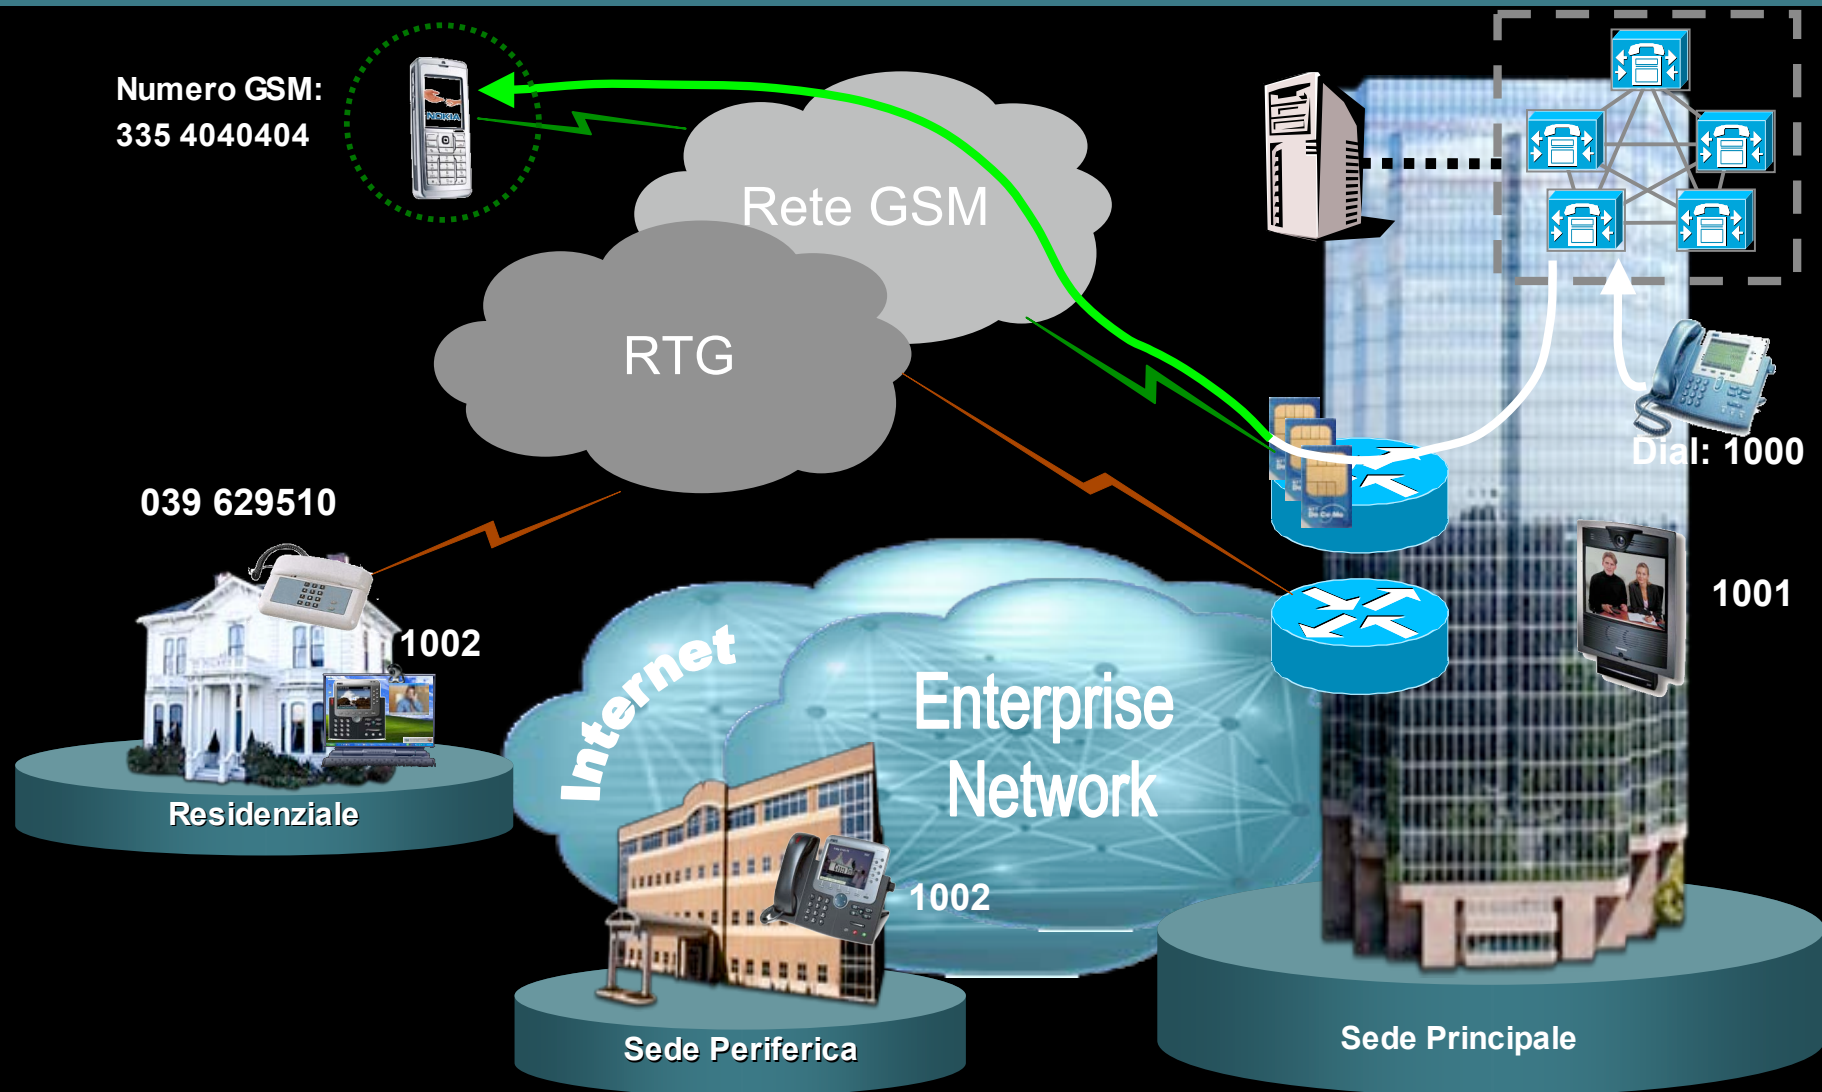 Numero GSM:
335 4040404
NOKIA
Rete GSM
RTG
Dial: 1000
039 629510
1002
1001
Internet
Enterprise
Network
Residenziale
1002
Sede Periferica
Sede Principale